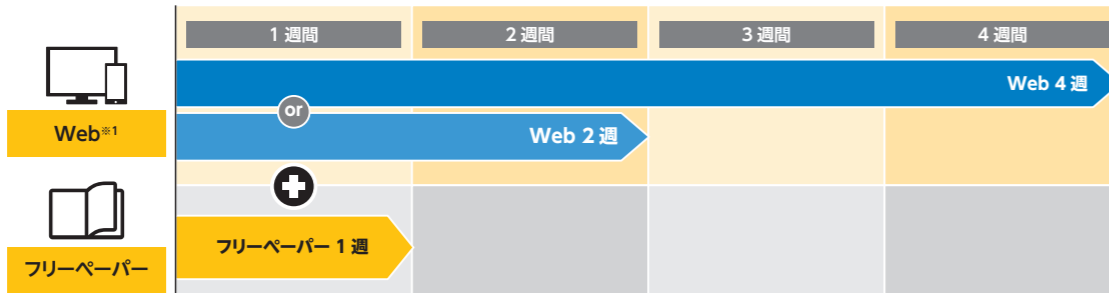 1 週間
2 週間
3 週間
4 週間
Web 4 週
or
Web※1
Web 2 週
フリーペーパー 1 週
フリーペーパー